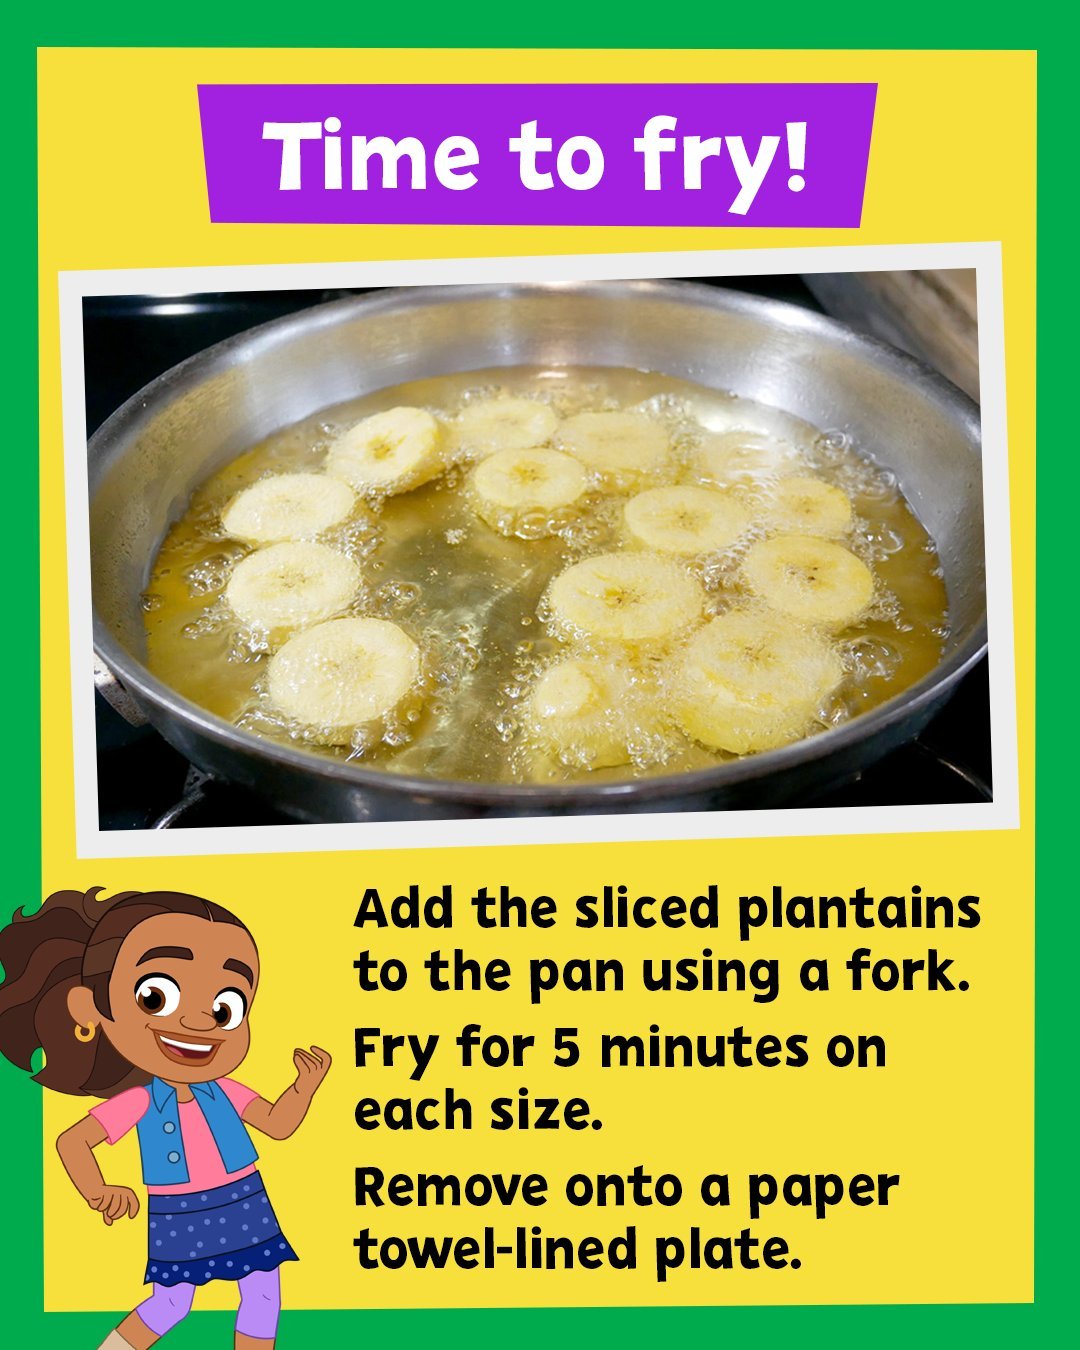 Time to fry!
Add the sliced plantains
to the pan using a fork.
Fry for 5 minutes on
each size.
Remove onto a paper
towel-lined plate.